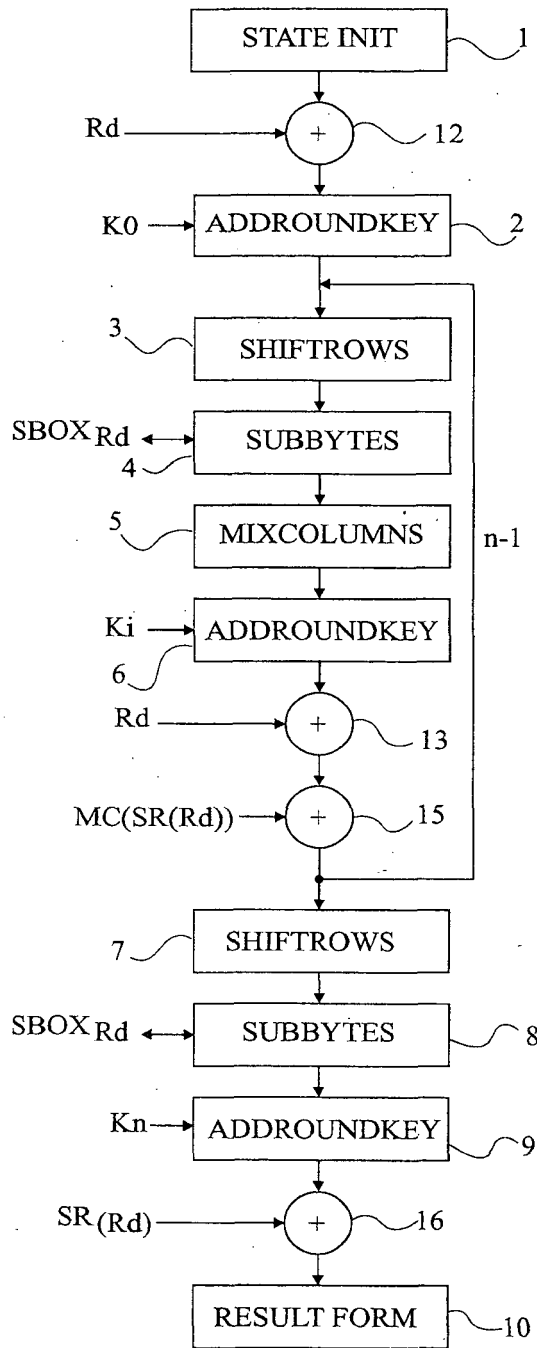 STATE INIT
1
Rd
+
12
K0
ADDROUNDKEY
2
3
SHIFTROWS
SBOX Rd
SUBBYTES
4
5
MIXCOLUMNS
n-1
Ki
ADDROUNDKEY
6
Rd
+
13
MC(SR(Rd))
+
15
SHIFTROWS
7
SBOX Rd
SUBBYTES
8
Kn
ADDROUNDKEY
9
SR(Rd)
+
16
RESULT FORM
10